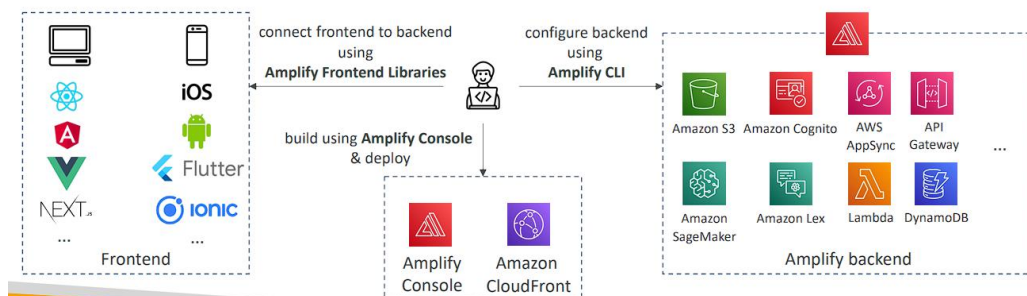 connect frontend to backend
using
Amplify Frontend Libraries
configure backend
using
Amplify CLI
build using Amplify Console
& deploy
iOS
Flutter
NEXT.JS
ionic
...
...
Frontend
Amplify
Console
Amazon
CloudFront
Amazon S3
Amazon Cognito
AWS
AppSync
API
Gateway
...
Amazon
SageMaker
Amazon Lex
Lambda
DynamoDB
Amplify backend